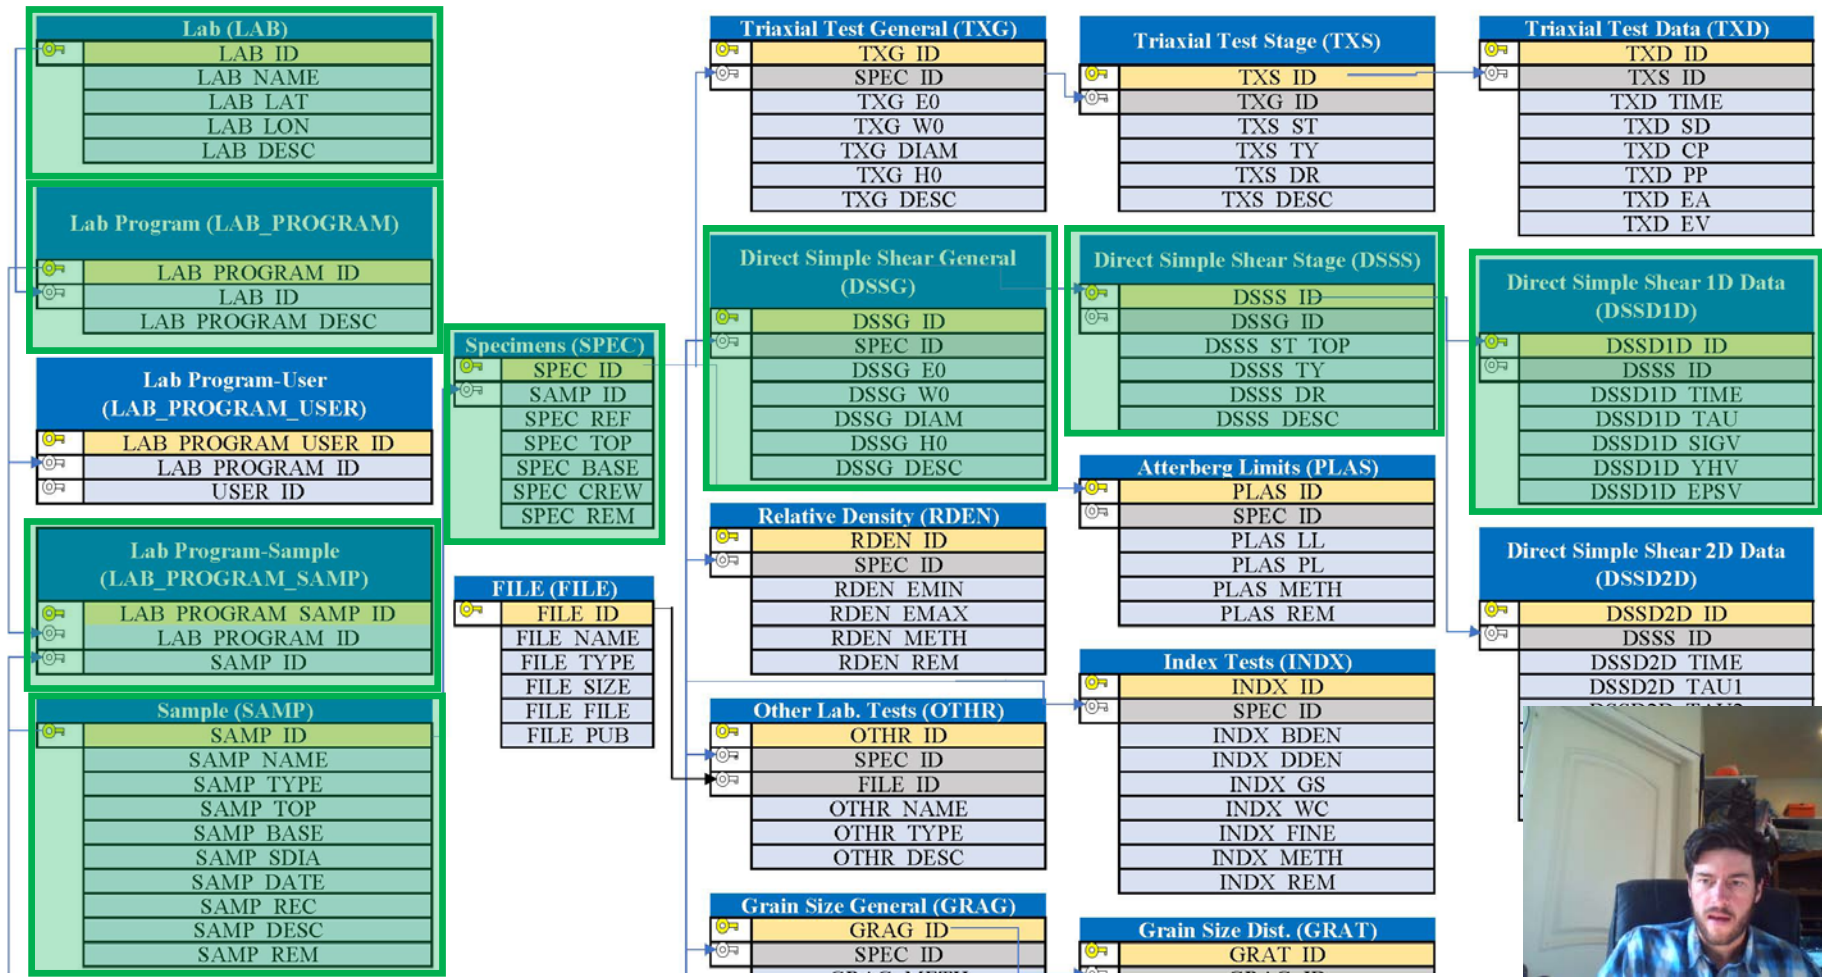 Lab (LAB)
LAB_ID
LAB_NAME
LAB_LAT
LAB_LON
LAB_DESC
Lab Program (LAB_PROGRAM)
LAB_PROGRAM_ID
LAB_ID
LAB_PROGRAM_DESC
Lab Program-User
(LAB_PROGRAM_USER)
LAB_PROGRAM_USER_ID
LAB_PROGRAM_ID
USER_ID
Lab Program-Sample
(LAB_PROGRAM_SAMP)
LAB_PROGRAM_SAMP_ID
LAB_PROGRAM_ID
SAMP_ID
Sample (SAMP)
SAMP_ID
SAMP_NAME
SAMP_TYPE
SAMP_TOP
SAMP_BASE
SAMP_SDIA
SAMP_DATE
SAMP_REC
SAMP_DESC
SAMP_REM
Specimens (SPEC)
SPEC_ID
SAMP_ID
SPEC_REF
SPEC_TOP
SPEC_BASE
SPEC_CREW
SPEC_REM
FILE (FILE)
FILE_ID
FILE_NAME
FILE_TYPE
FILE_SIZE
FILE_FILE
FILE_PUB
Triaxial Test General (TXG)
TXG_ID
SPEC_ID
TXG_E0
TXG_W0
TXG_DIAM
TXG_H0
TXG_DESC
Direct Simple Shear General
(DSSG)
DSSG_ID
SPEC_ID
DSSG_E0
DSSG_W0
DSSG_DIAM
DSSG_H0
DSSG_DESC
Relative Density (RDEN)
RDEN_ID
SPEC_ID
RDEN_EMIN
RDEN_EMAX
RDEN_METH
RDEN_REM
Other Lab. Tests (OTHR)
OTHR_ID
SPEC_ID
FILE_ID
OTHR_NAME
OTHR_TYPE
OTHR_DESC
Grain Size General (GRAG)
GRAG_ID
SPEC_ID
GRAG_METH
Triaxial Test Stage (TXS)
TXS_ID
TXG_ID
TXS_ST
TXS_TY
TXS_DR
TXS_DESC
Direct Simple Shear Stage (DSSS)
DSSS_ID
DSSG_ID
DSSS_ST_TOP
DSSS_TY
DSSS_DR
DSSS_DESC
Atterberg Limits (PLAS)
PLAS_ID
SPEC_ID
PLAS_LL
PLAS_PL
PLAS_METH
PLAS_REM
Index Tests (INDX)
INDX_ID
SPEC_ID
INDX_BDEN
INDX_DDEN
INDX_GS
INDX_WC
INDX_FINE
INDX_METH
INDX_REM
Grain Size Dist. (GRAT)
GRAT_ID
GRAG_ID
Triaxial Test Data (TXD)
TXD_ID
TXS_ID
TXD_TIME
TXD_SD
TXD_CP
TXD_PP
TXD_EA
TXD_EV
Direct Simple Shear 1D Data
(DSSD1D)
DSSD1D_ID
DSSS_ID
DSSD1D_TIME
DSSD1D_TAU
DSSD1D_SIGV
DSSD1D_YHV
DSSD1D_EPSV
Direct Simple Shear 2D Data
(DSSD2D)
DSSD2D_ID
DSSS_ID
DSSD2D_TIME
DSSD2D_TAU1
DSSD2D_TAU2